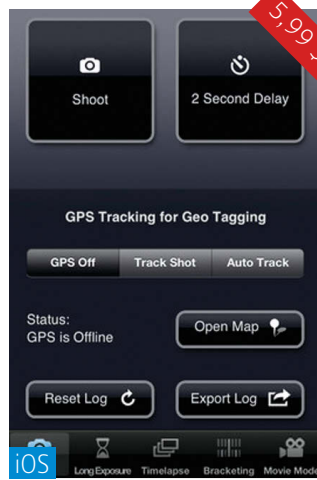 5,99
Shoot
2 Second Delay
GPS Tracking for Geo Tagging
GPS Off
Track Shot
Auto Track
Status:
GPS is Offline
Open Map
Reset Log
Export Log
iOS
Long Exposure
Timelapse
Bracketing
Movie Mode